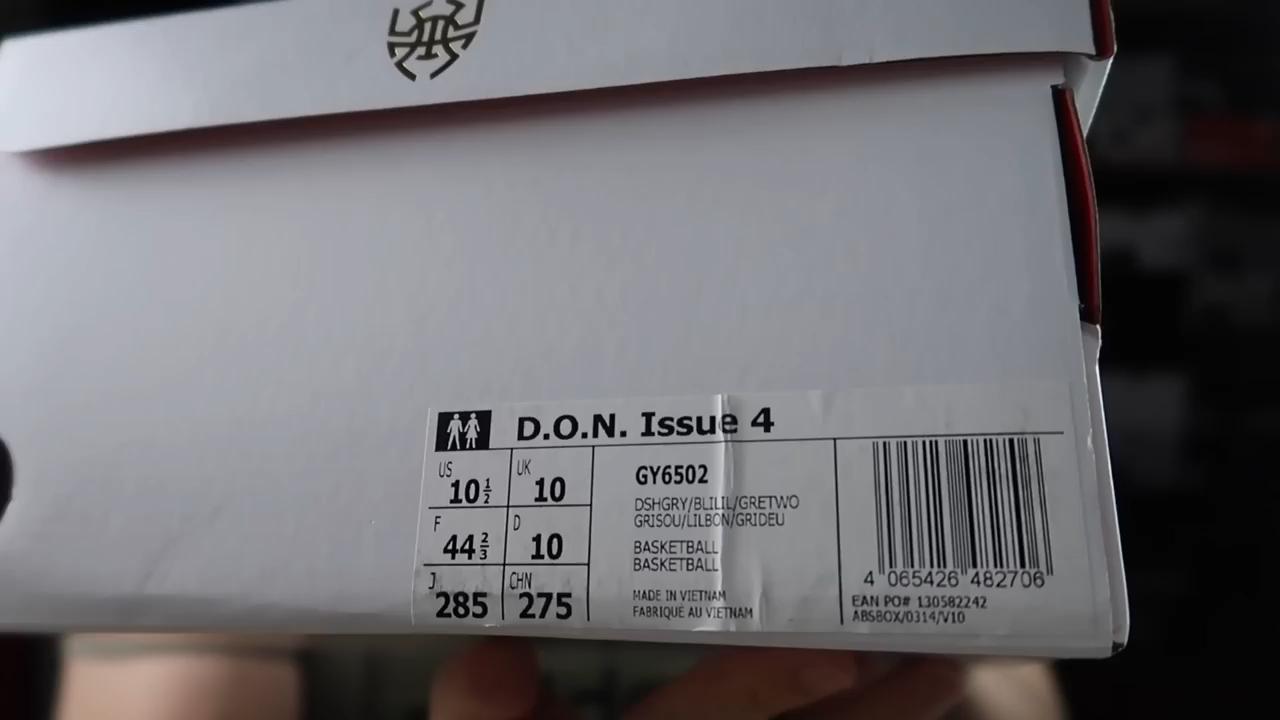 D.O.N. Issue 4
US 10½ UK 10
F 44⅔ D 10
J 285 CHN 275
GY6502
DSHGRY/BLILIL/GRETWO
GRISOU/LILBON/GRIDEU
BASKETBALL
BASKETBALL
MADE IN VIETNAM
FABRIQUÉ AU VIETNAM
4 065426 482706
EAN PO# 130582242
ABSBOX/0314/V10